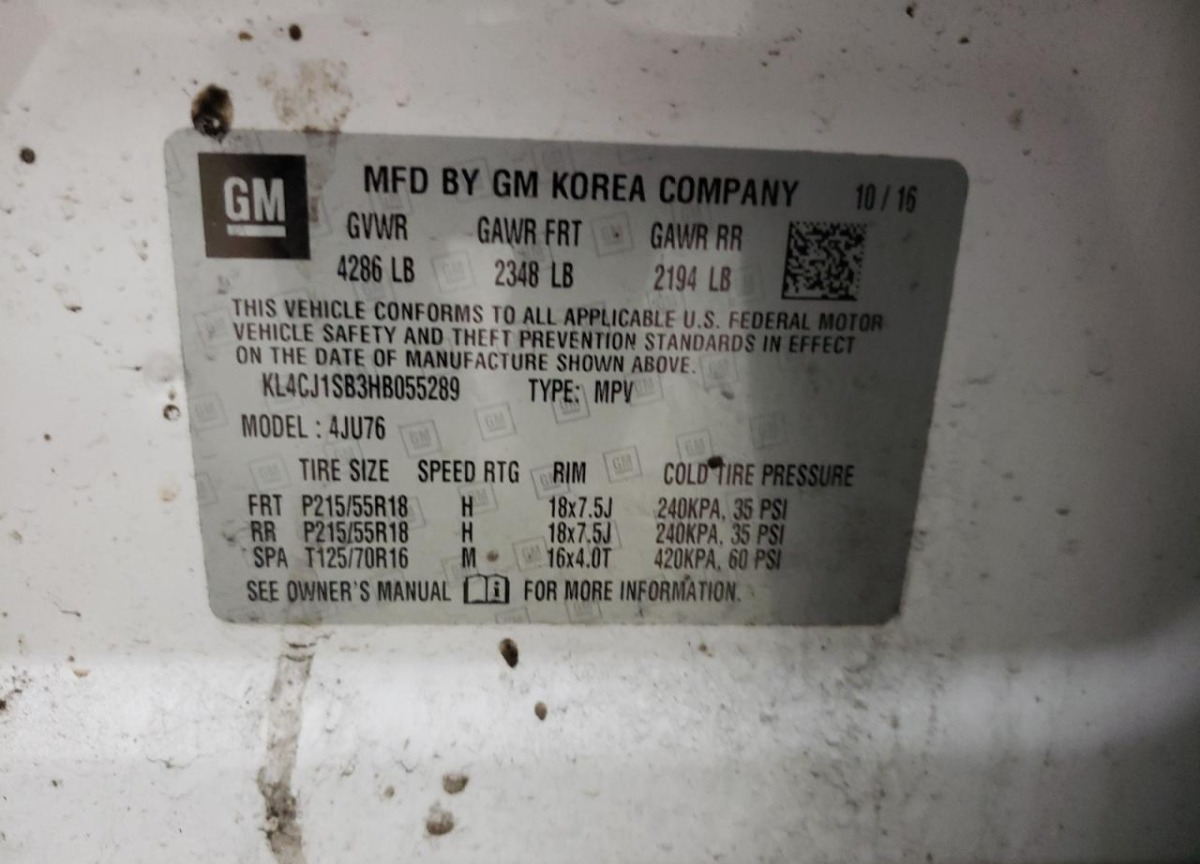 GM MFD BY GM KOREA COMPANY 10 / 16
GVWR GAWR FRT GAWR RR
4286 LB 2348 LB 2194 LB
THIS VEHICLE CONFORMS TO ALL APPLICABLE U.S. FEDERAL MOTOR
VEHICLE SAFETY AND THEFT PREVENTION STANDARDS IN EFFECT
ON THE DATE OF MANUFACTURE SHOWN ABOVE.
KL4CJ1SB3HB055289 TYPE: MPV
MODEL : 4JU76
TIRE SIZE SPEED RTG RIM COLD TIRE PRESSURE
FRT P215/55R18 H 18x7.5J 240KPA, 35 PSI
RR P215/55R18 H 18x7.5J 240KPA, 35 PSI
SPA T125/70R16 M 16x4.0T 420KPA, 60 PSI
SEE OWNER'S MANUAL i FOR MORE INFORMATION.